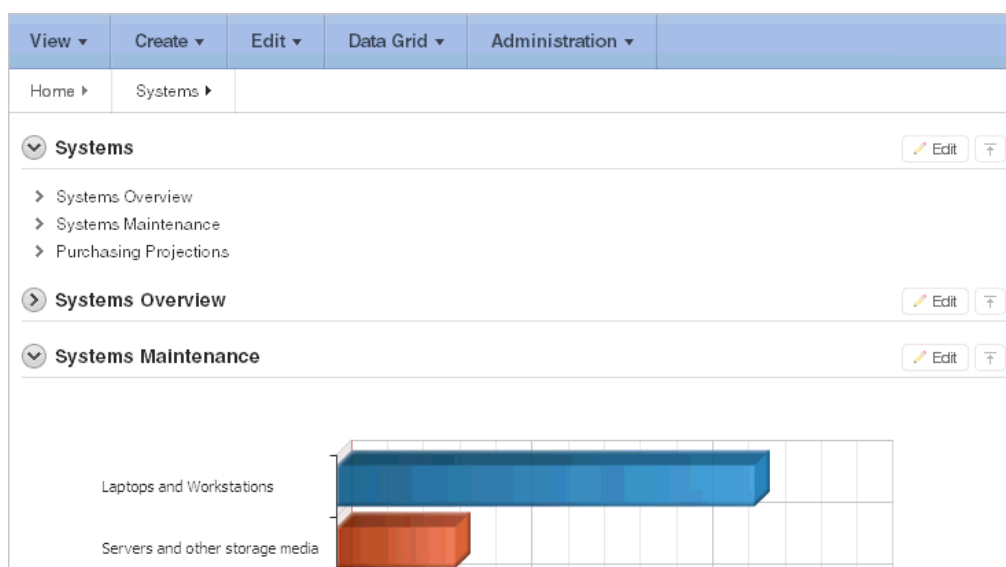 View Create Edit Data Grid Administration
Home Systems
Systems Edit
Systems Overview
Systems Maintenance
Purchasing Projections
Systems Overview Edit
Systems Maintenance Edit
Laptops and Workstations
Servers and other storage media